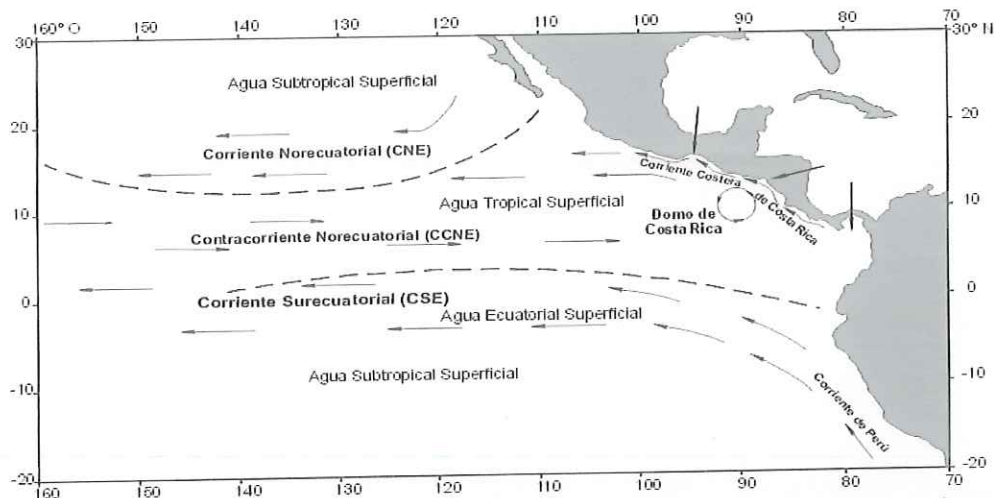 160° O 150 140 130 120 110 100 90 80 70
30 30° N
Agua Subtropical Superficial
20 20
Corriente Norecuatorial (CNE)
Corriente Costera
de Costa Rica
Agua Tropical Superficial
10 10
Domo de
Costa Rica
Contracorriente Norecuatorial (CCNE)
0 0
Corriente Surecuatorial (CSE)
Agua Ecuatorial Superficial
Agua Subtropical Superficial
-10 -10
Corriente de Perú
-20 -20
160 150 140 130 120 110 100 90 80 70